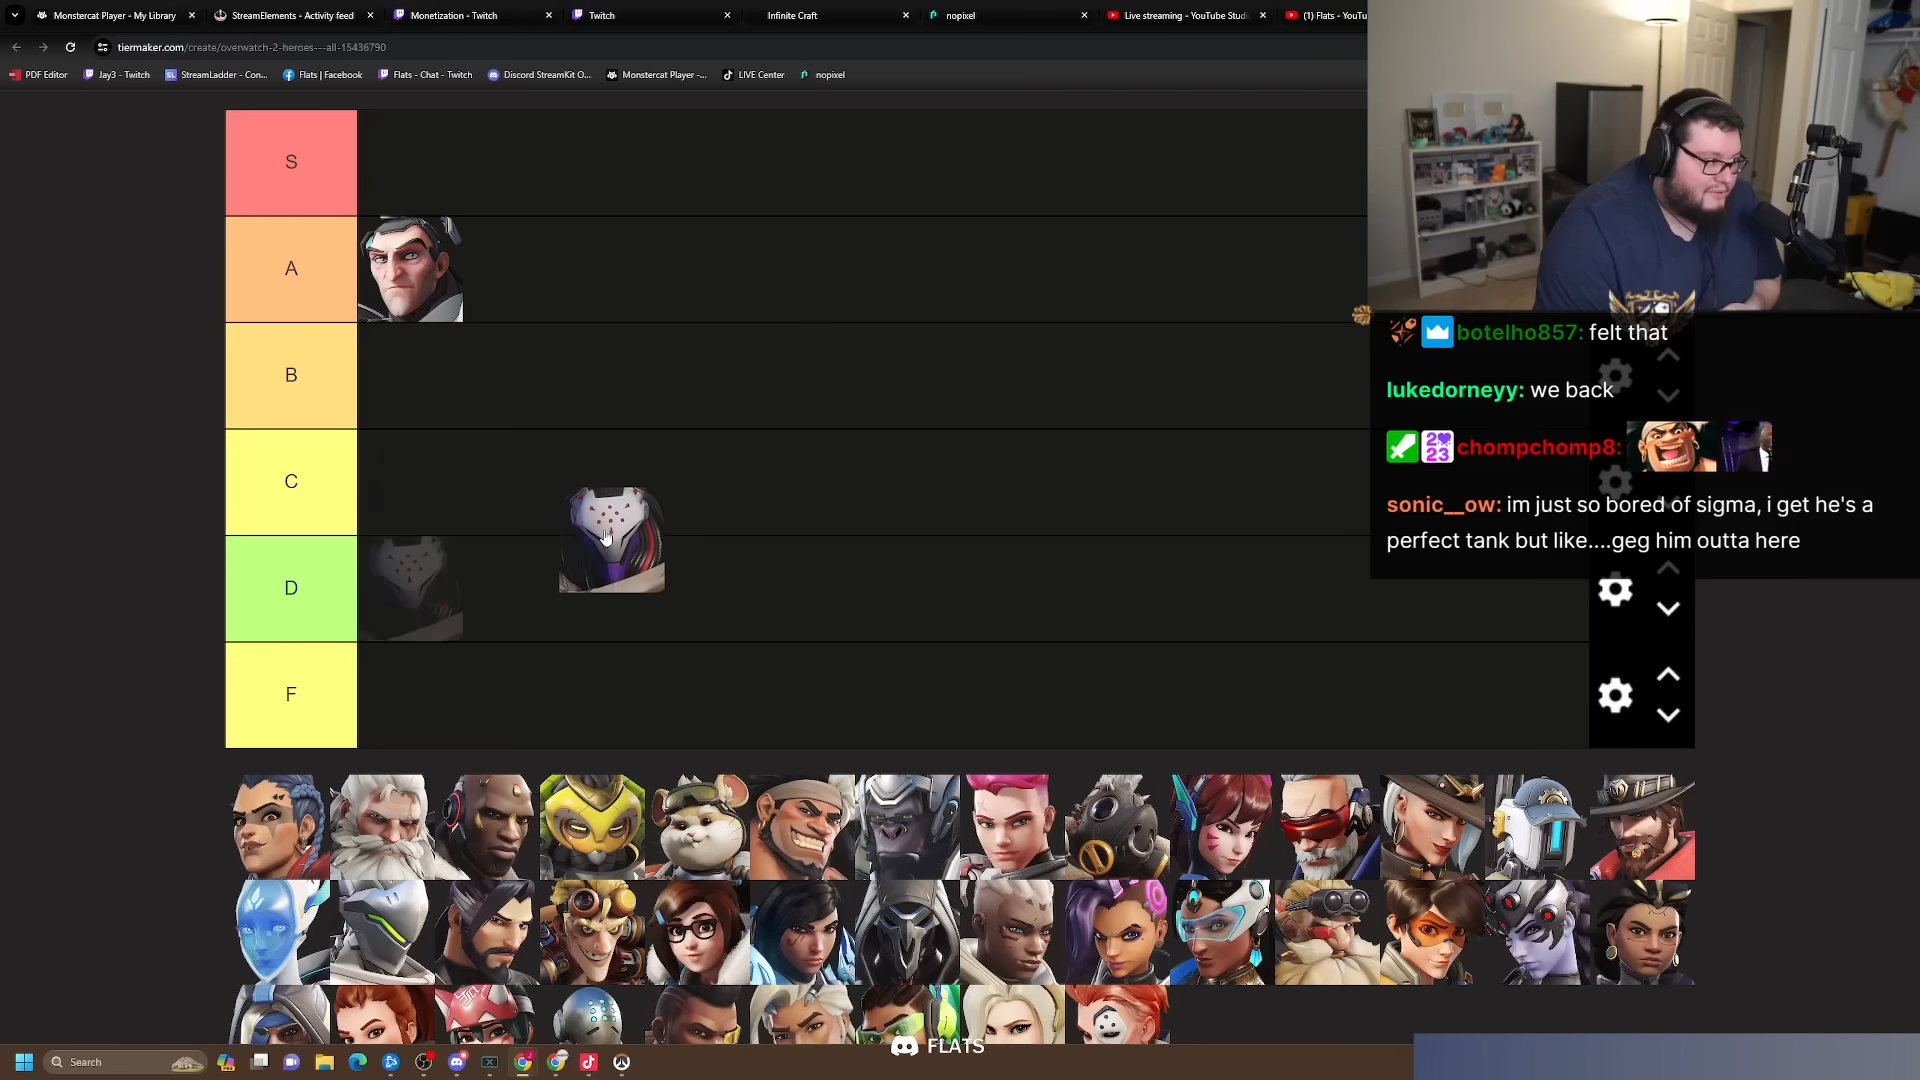 Monstercat Player - My Library
StreamElements - Activity feed
Monetization - Twitch
Twitch
Infinite Craft
nopixel
Live streaming - YouTube Studi
(1) Flats - YouTu
tiermaker.com/create/overwatch-2-heroes---all-15436790
PDF Editor
Jay3 - Twitch
StreamLadder - Con...
Flats | Facebook
Flats - Chat - Twitch
Discord StreamKit O...
Monstercat Player -...
LIVE Center
nopixel
S
A
B
C
D
F
botelho857: felt that
lukedorneyy: we back
2 23 chompchomp8:
sonic__ow: im just so bored of sigma, i get he's a
perfect tank but like....geg him outta here
Search
FLATS